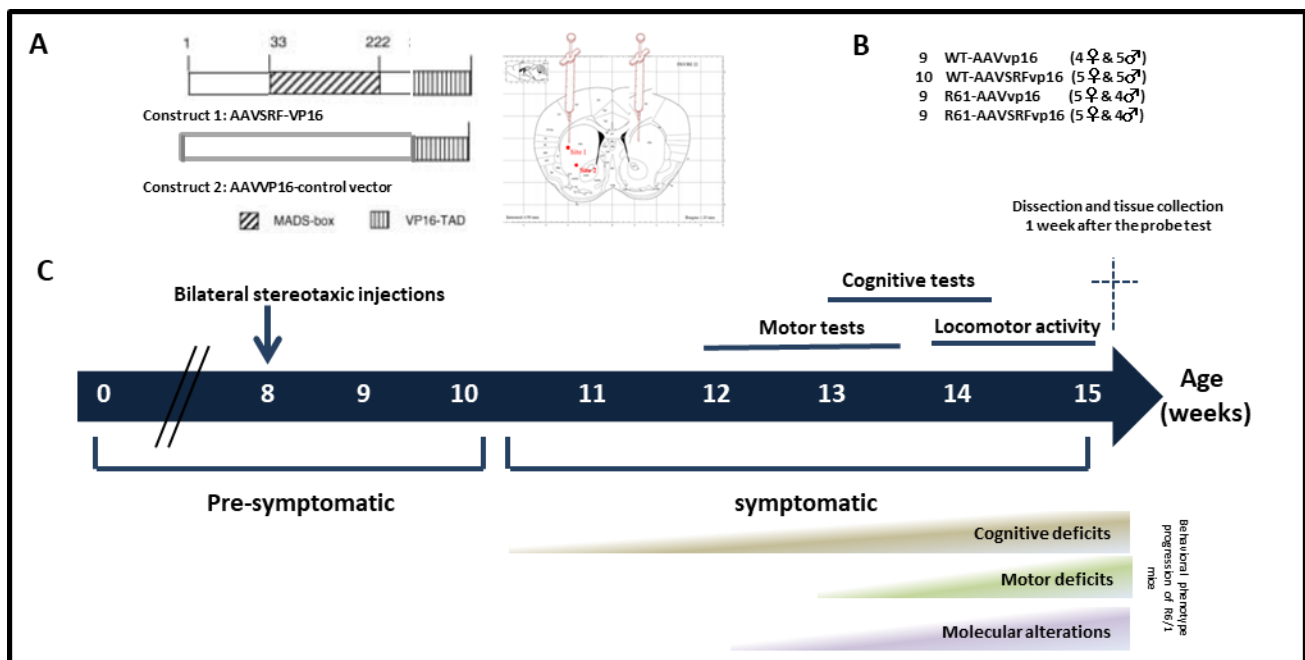 A
1 33 222
Construct 1: AAVSRF-VP16
Construct 2: AAVVP16-control vector
MADS-box VP16-TAD
Site 1
Site 2
B
9 WT-AAVvp16 (4♀&5♂)
10 WT-AAVSRFvp16 (5♀&5♂)
9 R61-AAVvp16 (5♀&4♂)
9 R61-AAVSRFvp16 (5♀&4♂)
Dissection and tissue collection
1 week after the probe test
C
Bilateral stereotaxic injections
Cognitive tests
Motor tests
Locomotor activity
0 8 9 10 11 12 13 14 15
Age
(weeks)
Pre-symptomatic
symptomatic
Cognitive deficits
Motor deficits
Molecular alterations
Behavioral phenotype
progression of R6/1
mice